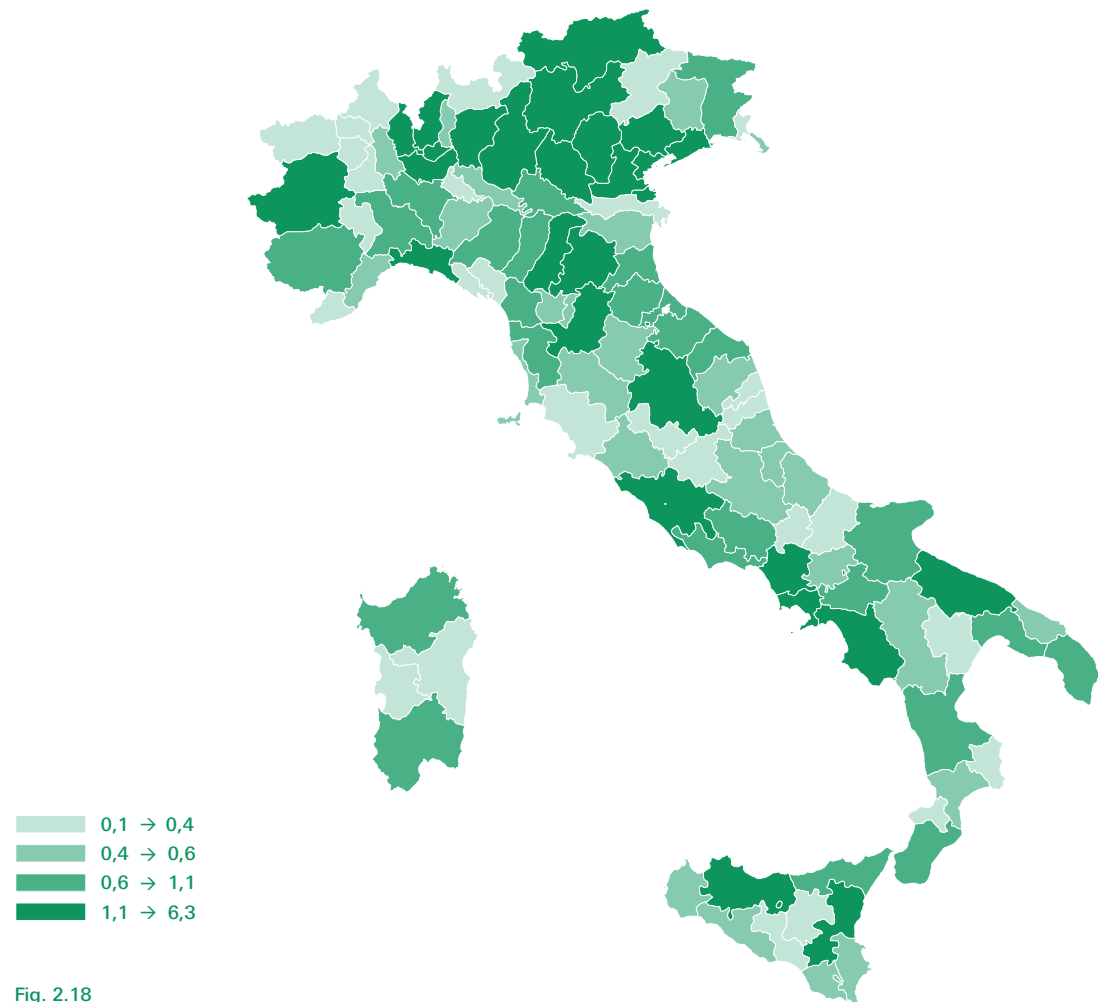 0,1 → 0,4
0,4 → 0,6
0,6 → 1,1
1,1 → 6,3
Fig. 2.18